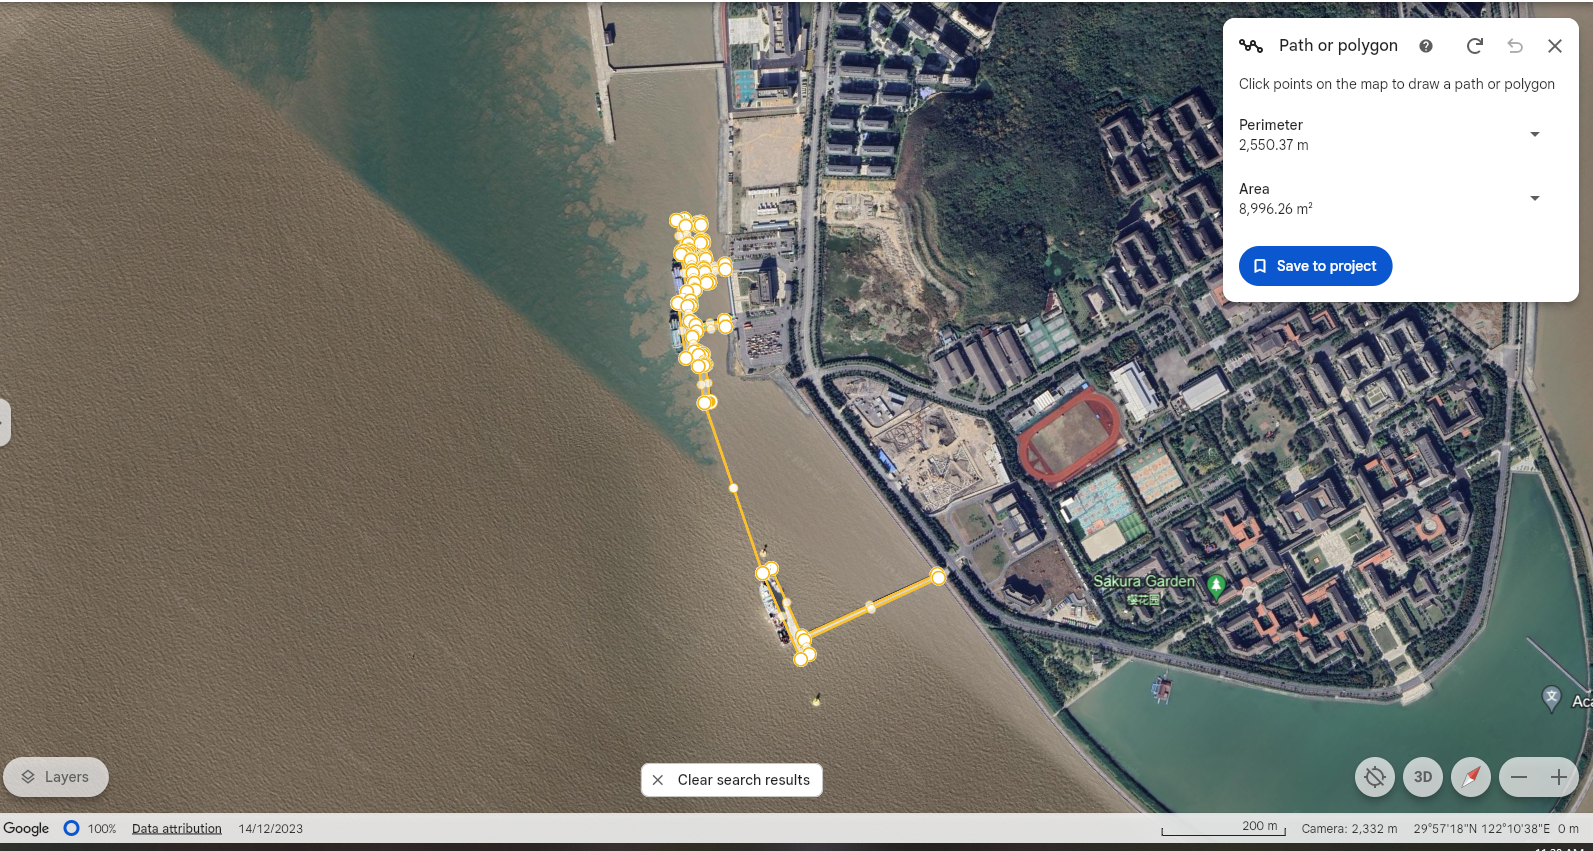 Path or polygon
Click points on the map to draw a path or polygon
Perimeter
2,550.37 m
Area
8,996.26 m²
Save to project
Sakura Garden
樱花园
Aca
Layers
Clear search results
3D
Google
100%
Data attribution
14/12/2023
200 m
Camera: 2,332 m
29°57'18"N 122°10'38"E
0 m